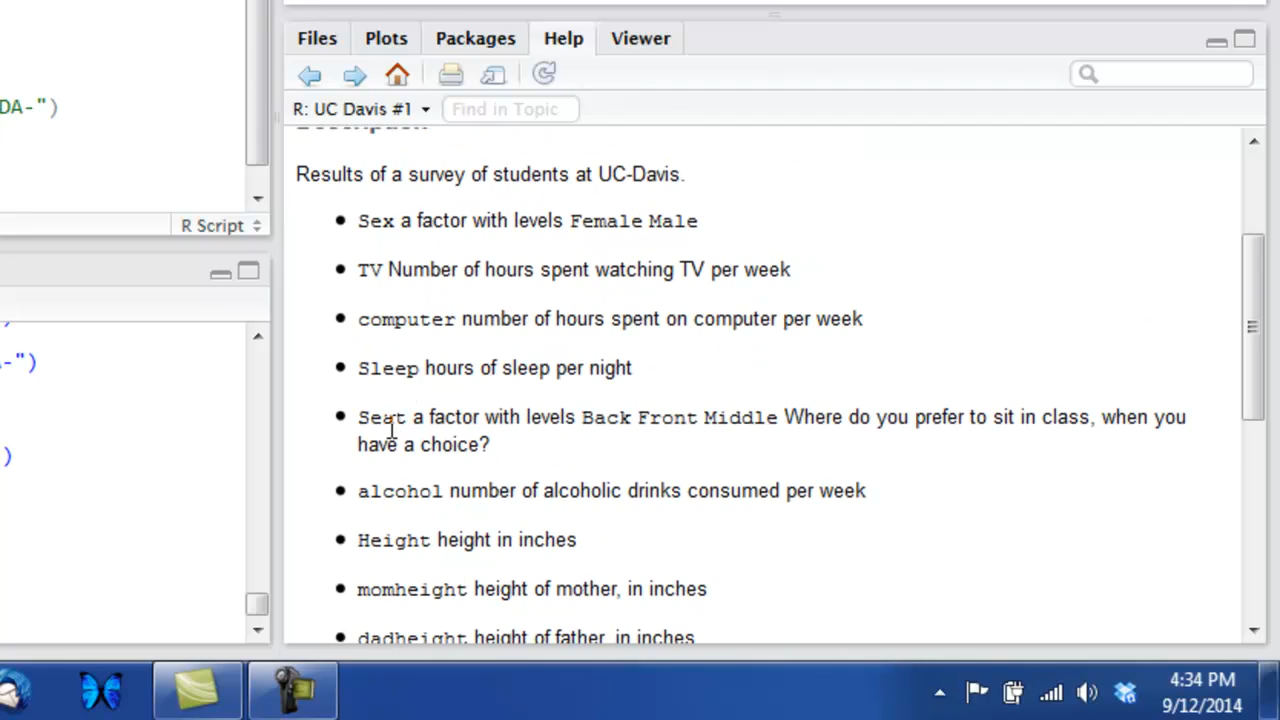 Files Plots Packages Help Viewer
DA-")
R: UC Davis #1 Find in Topic
Description
Results of a survey of students at UC-Davis.
Sex a factor with levels Female Male
R Script
TV Number of hours spent watching TV per week
computer number of hours spent on computer per week
-")
Sleep hours of sleep per night
Seat a factor with levels Back Front Middle Where do you prefer to sit in class, when you
have a choice?
)
alcohol number of alcoholic drinks consumed per week
Height height in inches
momheight height of mother, in inches
dadheight height of father, in inches
4:34 PM
9/12/2014